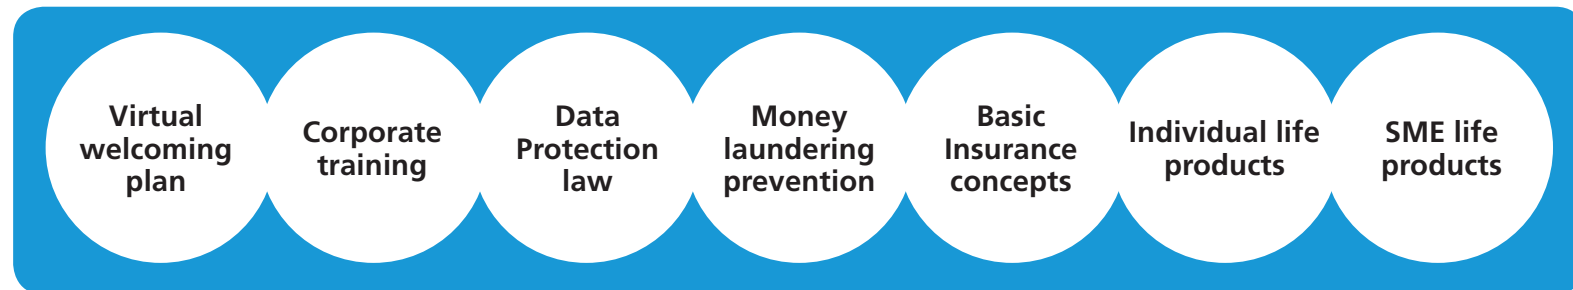 Virtual
welcoming
plan
Corporate
training
Data
Protection
law
Money
laundering
prevention
Basic
Insurance
concepts
Individual life
products
SME life
products